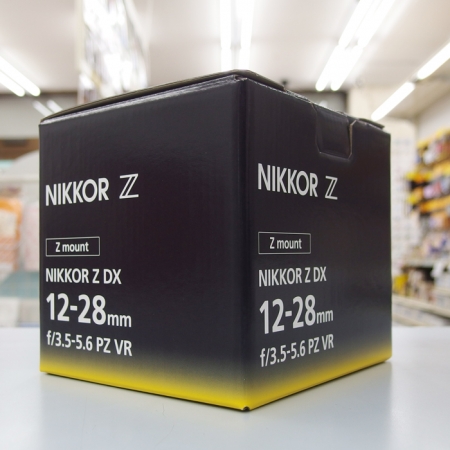 NIKKOR Z
Z mount
NIKKOR Z DX
12-28mm
f/3.5-5.6 PZ VR
NIKKOR Z
Z mount
NIKKOR Z DX
12-28mm
f/3.5-5.6 PZ VR